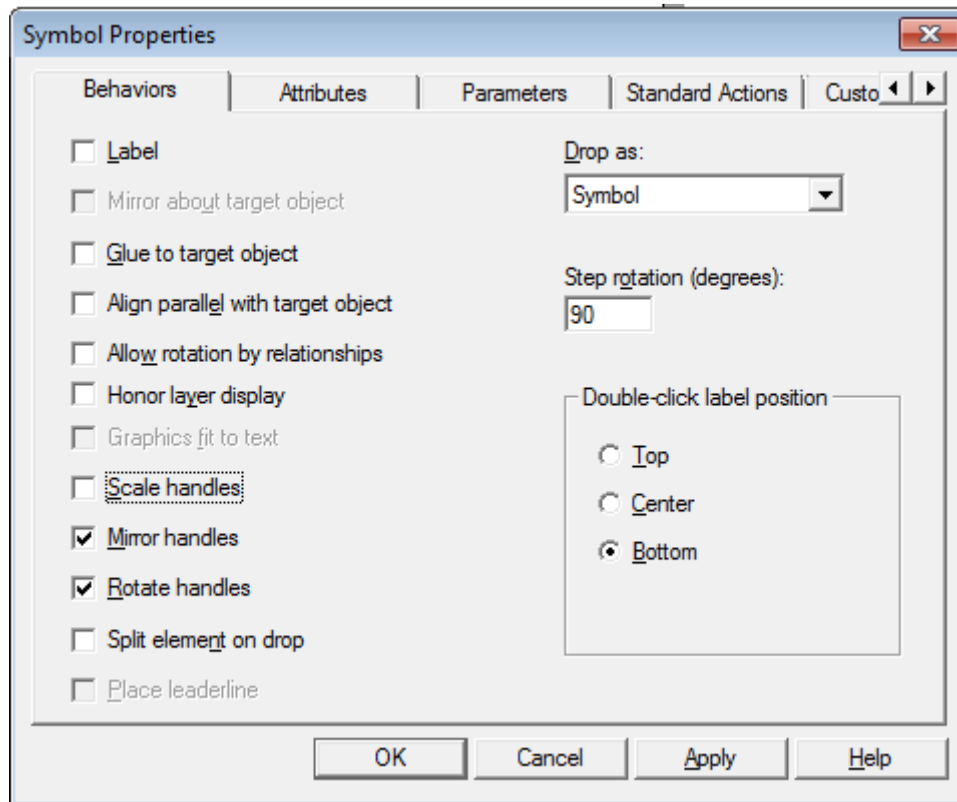 Symbol Properties
Behaviors Attributes Parameters Standard Actions Custo
Label
Mirror about target object
Glue to target object
Align parallel with target object
Allow rotation by relationships
Honor layer display
Graphics fit to text
Scale handles
Mirror handles
Rotate handles
Split element on drop
Place leaderline
Drop as:
Symbol
Step rotation (degrees):
90
Double-click label position
Top
Center
Bottom
OK Cancel Apply Help